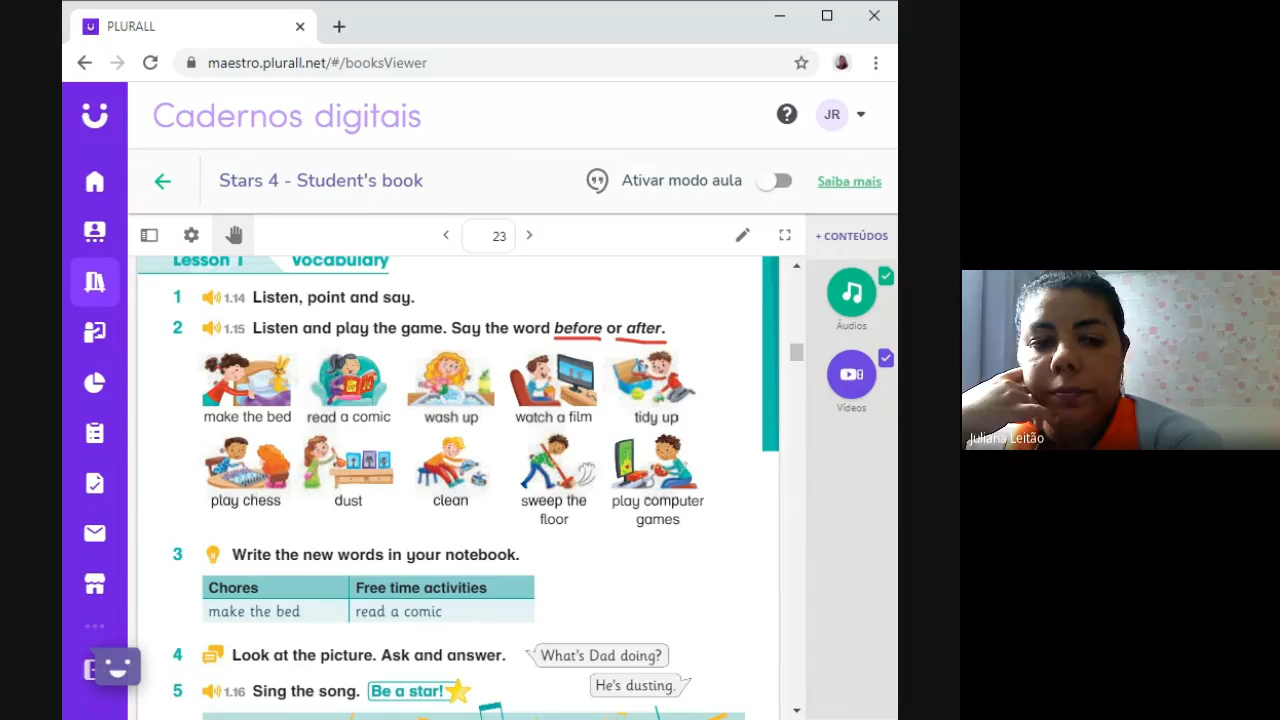 PLURALL
maestro.plurall.net/#/booksViewer
Cadernos digitais
JR
Stars 4 - Student's book
Ativar modo aula
Saiba mais
23
+ CONTEÚDOS
Lesson 1 Vocabulary
1 1.14 Listen, point and say.
2 1.15 Listen and play the game. Say the word before or after.
make the bed read a comic wash up watch a film tidy up
play chess dust clean sweep the floor play computer games
3 Write the new words in your notebook.
Chores Free time activities
make the bed read a comic
4 Look at the picture. Ask and answer.
What's Dad doing?
He's dusting.
5 1.16 Sing the song. Be a star!
Áudios
Vídeos
Juliana Leitão